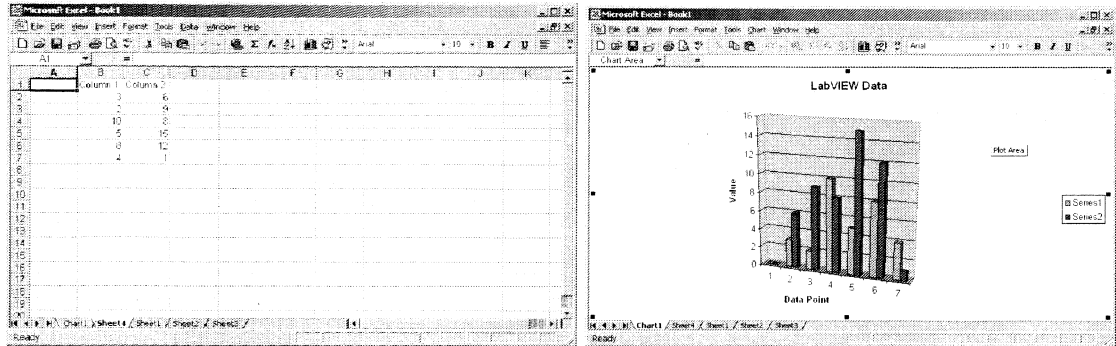 Microsoft Excel - Book1
File Edit View Insert Format Tools Data Window Help
Arial 10 B I U
A1 =
A B C D E F G H I J K
1 Column 1 Column 2
2 3 6
3 2 9
4 10 8
5 5 16
6 8 12
7 4 1
8
9
10
11
12
13
14
15
16
17
18
19
20
Chart1 Sheet4 Sheet1 Sheet2 Sheet3
Ready
Microsoft Excel - Book1
File Edit View Insert Format Tools Chart Window Help
Arial 10 B I U
Chart Area =
LabVIEW Data
16
14
12
10
8
6
4
2
0
Value
Plot Area
Series1
Series2
1 2 3 4 5 6 7
Data Point
Chart1 Sheet4 Sheet1 Sheet2 Sheet3
Ready